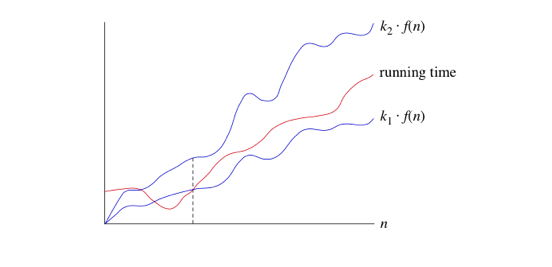 k₂ · f(n)
running time
k₁ · f(n)
n